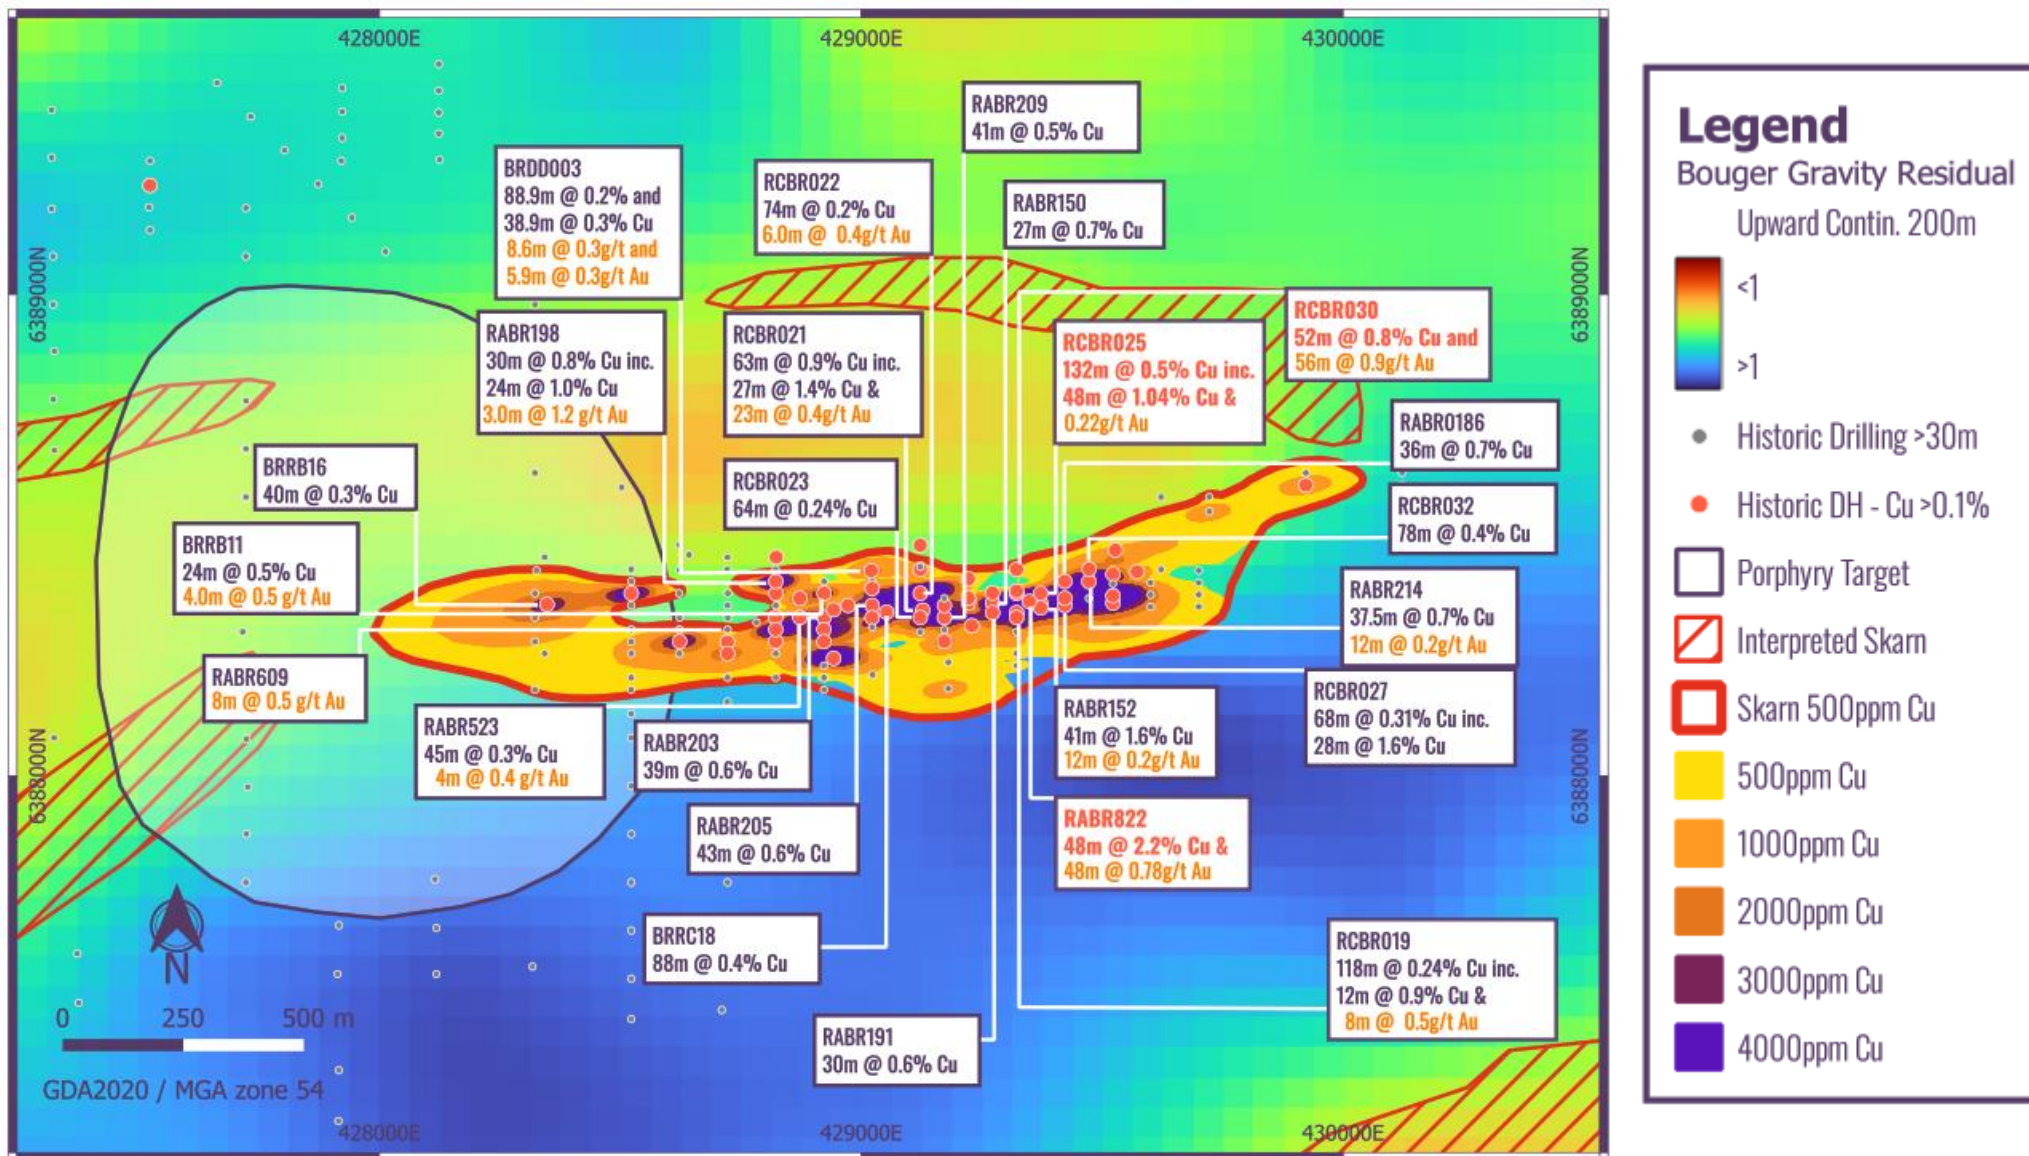 428000E
429000E
430000E
RABR209
41m @ 0.5% Cu
BRDD003
88.9m @ 0.2% and
38.9m @ 0.3% Cu
8.6m @ 0.3g/t and
5.9m @ 0.3g/t Au
RCBR022
74m @ 0.2% Cu
6.0m @ 0.4g/t Au
RABR150
27m @ 0.7% Cu
6389000N
6389000N
RABR198
30m @ 0.8% Cu inc.
24m @ 1.0% Cu
3.0m @ 1.2 g/t Au
RCBR021
63m @ 0.9% Cu inc.
27m @ 1.4% Cu &
23m @ 0.4g/t Au
RCBR025
132m @ 0.5% Cu inc.
48m @ 1.04% Cu &
0.22g/t Au
RCBR030
52m @ 0.8% Cu and
56m @ 0.9g/t Au
RABR0186
36m @ 0.7% Cu
BRRB16
40m @ 0.3% Cu
RCBR023
64m @ 0.24% Cu
RCBR032
78m @ 0.4% Cu
BRRB11
24m @ 0.5% Cu
4.0m @ 0.5 g/t Au
RABR214
37.5m @ 0.7% Cu
12m @ 0.2g/t Au
RABR609
8m @ 0.5 g/t Au
RABR523
45m @ 0.3% Cu
4m @ 0.4 g/t Au
RABR203
39m @ 0.6% Cu
RABR152
41m @ 1.6% Cu
12m @ 0.2g/t Au
RCBR027
68m @ 0.31% Cu inc.
28m @ 1.6% Cu
6388000N
6388000N
RABR205
43m @ 0.6% Cu
RABR822
48m @ 2.2% Cu &
48m @ 0.78g/t Au
BRRC18
88m @ 0.4% Cu
RCBR019
118m @ 0.24% Cu inc.
12m @ 0.9% Cu &
8m @ 0.5g/t Au
RABR191
30m @ 0.6% Cu
N
0 250 500 m
GDA2020 / MGA zone 54
428000E
429000E
430000E
Legend
Bouger Gravity Residual
Upward Contin. 200m
<1
>1
Historic Drilling >30m
Historic DH - Cu >0.1%
Porphyry Target
Interpreted Skarn
Skarn 500ppm Cu
500ppm Cu
1000ppm Cu
2000ppm Cu
3000ppm Cu
4000ppm Cu